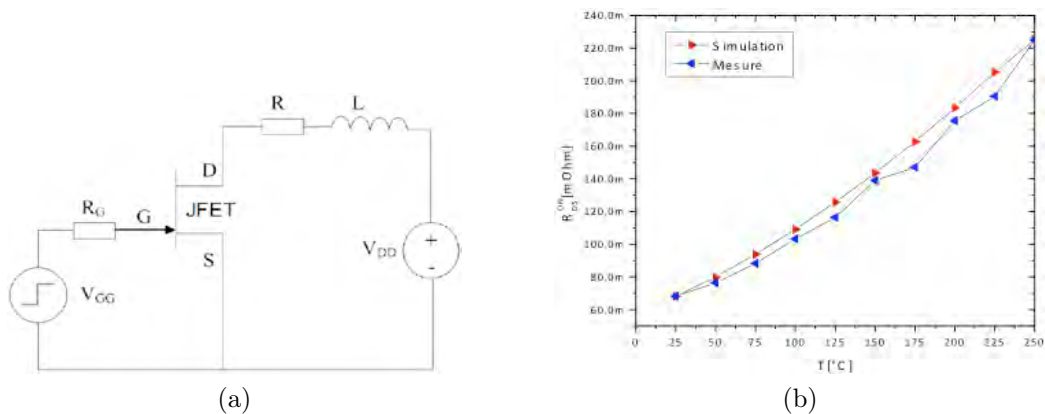 R
L
D
R_G
G
JFET
S
V_DD
+
-
V_GG
(a)
240.0m
220.0m
200.0m
180.0m
160.0m
140.0m
120.0m
100.0m
80.0m
60.0m
R_DS^ON [mOhm]
Simulation
Mesure
0 25 50 75 100 125 150 175 200 225 250
T [°C]
(b)